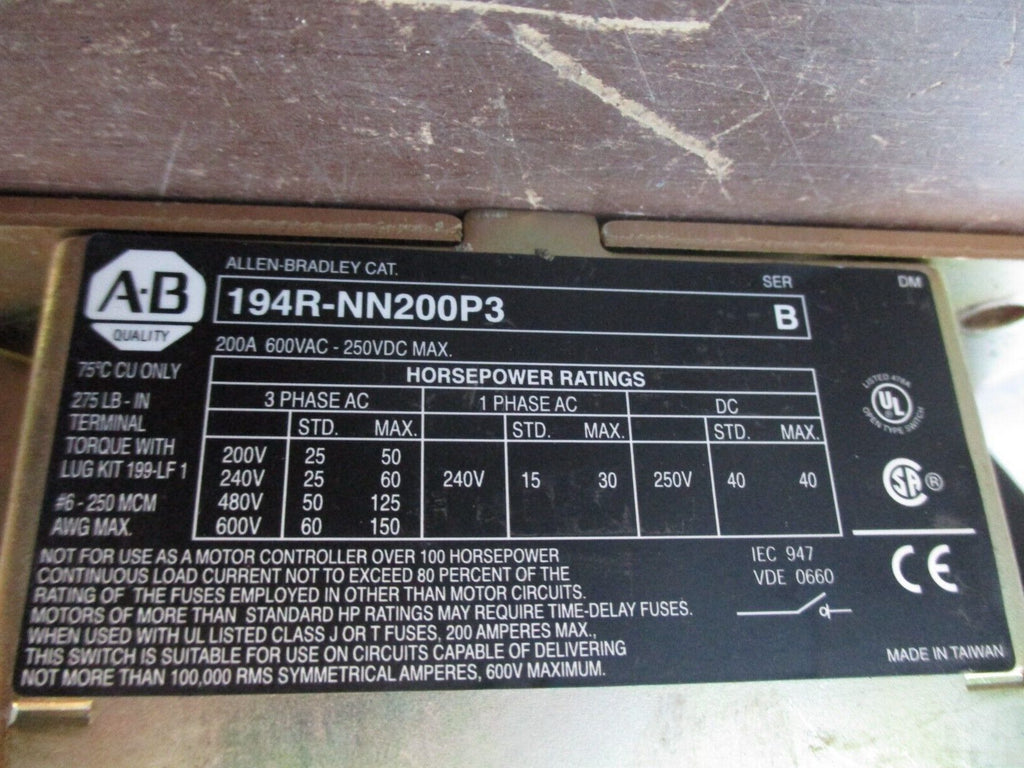 A·B
QUALITY
ALLEN-BRADLEY CAT.
SER
DM
194R-NN200P3
B
200A 600VAC - 250VDC MAX.
75°C CU ONLY
275 LB - IN
TERMINAL
TORQUE WITH
LUG KIT 199-LF 1
#6 - 250 MCM
AWG MAX.
HORSEPOWER RATINGS
3 PHASE AC 1 PHASE AC DC
STD. MAX. STD. MAX. STD. MAX.
200V 25 50
240V 25 60 240V 15 30 250V 40 40
480V 50 125
600V 60 150
LISTED 476A
UL
OPEN TYPE SWITCH
SA ®
CE
NOT FOR USE AS A MOTOR CONTROLLER OVER 100 HORSEPOWER
CONTINUOUS LOAD CURRENT NOT TO EXCEED 80 PERCENT OF THE
RATING OF THE FUSES EMPLOYED IN OTHER THAN MOTOR CIRCUITS.
MOTORS OF MORE THAN STANDARD HP RATINGS MAY REQUIRE TIME-DELAY FUSES.
WHEN USED WITH UL LISTED CLASS J OR T FUSES, 200 AMPERES MAX.,
THIS SWITCH IS SUITABLE FOR USE ON CIRCUITS CAPABLE OF DELIVERING
NOT MORE THAN 100,000 RMS SYMMETRICAL AMPERES, 600V MAXIMUM.
IEC 947
VDE 0660
MADE IN TAIWAN